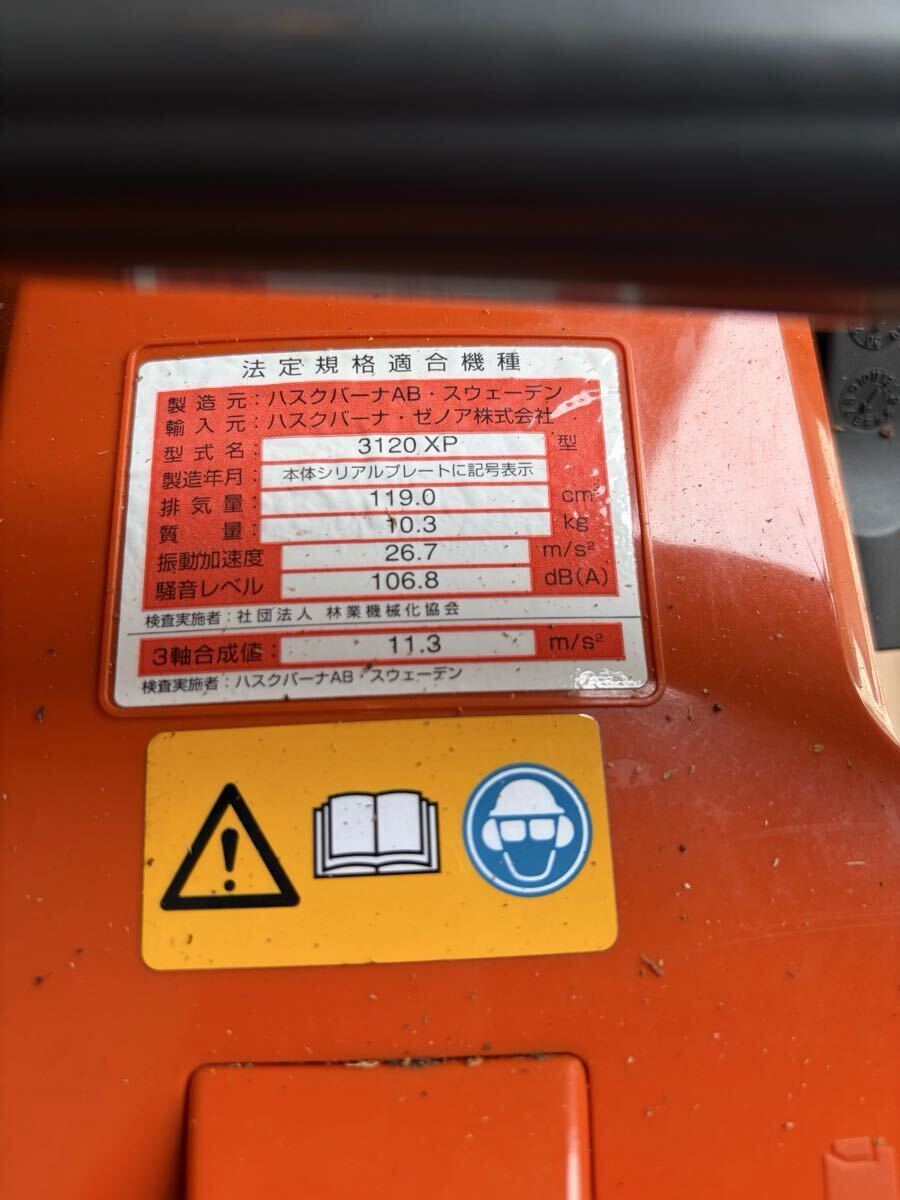 法定規格適合機種
製造元：ハスクバーナAB・スウェーデン
輸入元：ハスクバーナ・ゼノア株式会社
型式名：3120 XP 型
製造年月：本体シリアルプレートに記号表示
排気量：119.0 cm³
質量：10.3 kg
振動加速度 26.7 m/s²
騒音レベル 106.8 dB(A)
検査実施者：社団法人 林業機械化協会
3軸合成値：11.3 m/s²
検査実施者：ハスクバーナAB・スウェーデン